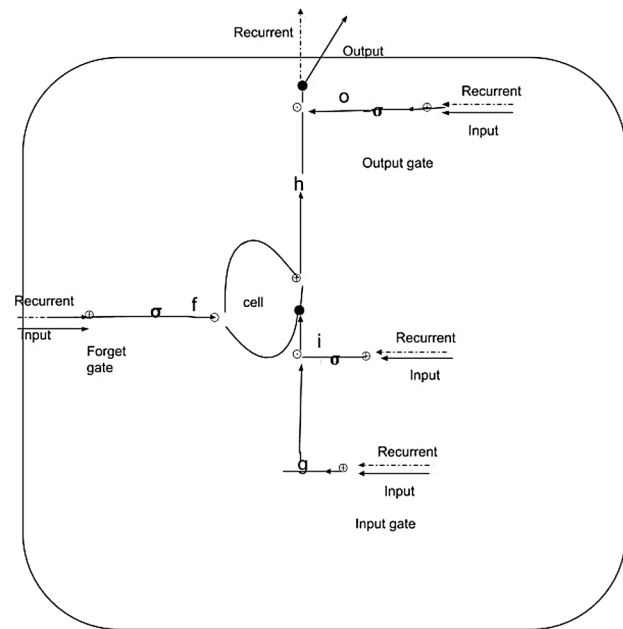 Recurrent
Output
o
Recurrent
σ
Input
Output gate
h
cell
Recurrent
σ
f
Input
Forget
gate
i
Recurrent
σ
Input
Recurrent
g
Input
Input gate